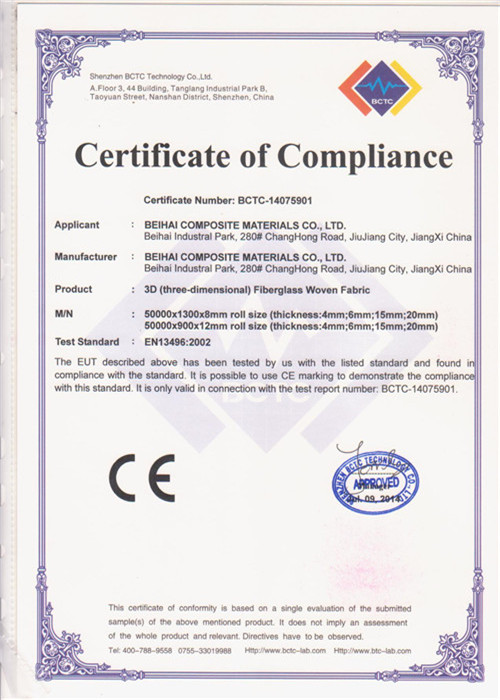 Shenzhen BCTC Technology Co.,Ltd.
A.Floor 3, 44 Building, Tanglang Industrial Park B,
Taoyuan Street, Nanshan District, Shenzhen, China
BCTC
Certificate of Compliance
Certificate Number: BCTC-14075901
Applicant : BEIHAI COMPOSITE MATERIALS CO., LTD.
Beihai Industral Park, 280# ChangHong Road, JiuJiang City, JiangXi China
Manufacturer : BEIHAI COMPOSITE MATERIALS CO., LTD.
Beihai Industral Park, 280# ChangHong Road, JiuJiang City, JiangXi China
Product : 3D (three-dimensional) Fiberglass Woven Fabric
M/N : 50000x1300x8mm roll size (thickness:4mm;6mm;15mm;20mm)
50000x900x12mm roll size (thickness:4mm;6mm;15mm;20mm)
Test Standard : EN13496:2002
The EUT described above has been tested by us with the listed standard and found in
compliance with the standard. It is possible to use CE marking to demonstrate the compliance
with this standard. It is only valid in connection with the test report number: BCTC-14075901.
BCTC
CE
SHENZHEN BCTC TECHNOLOGY CO., LTD
APPROVED
Jul. 09, 2014
This certificate of conformity is based on a single evaluation of the submitted
sample(s) of the above mentioned product. It does not imply an assessment
of the whole product and relevant. Directives have to be observed.
Tel: 400-788-9558 0755-33019988 Http://www.bctc-lab.com Http://www.btc-lab.com